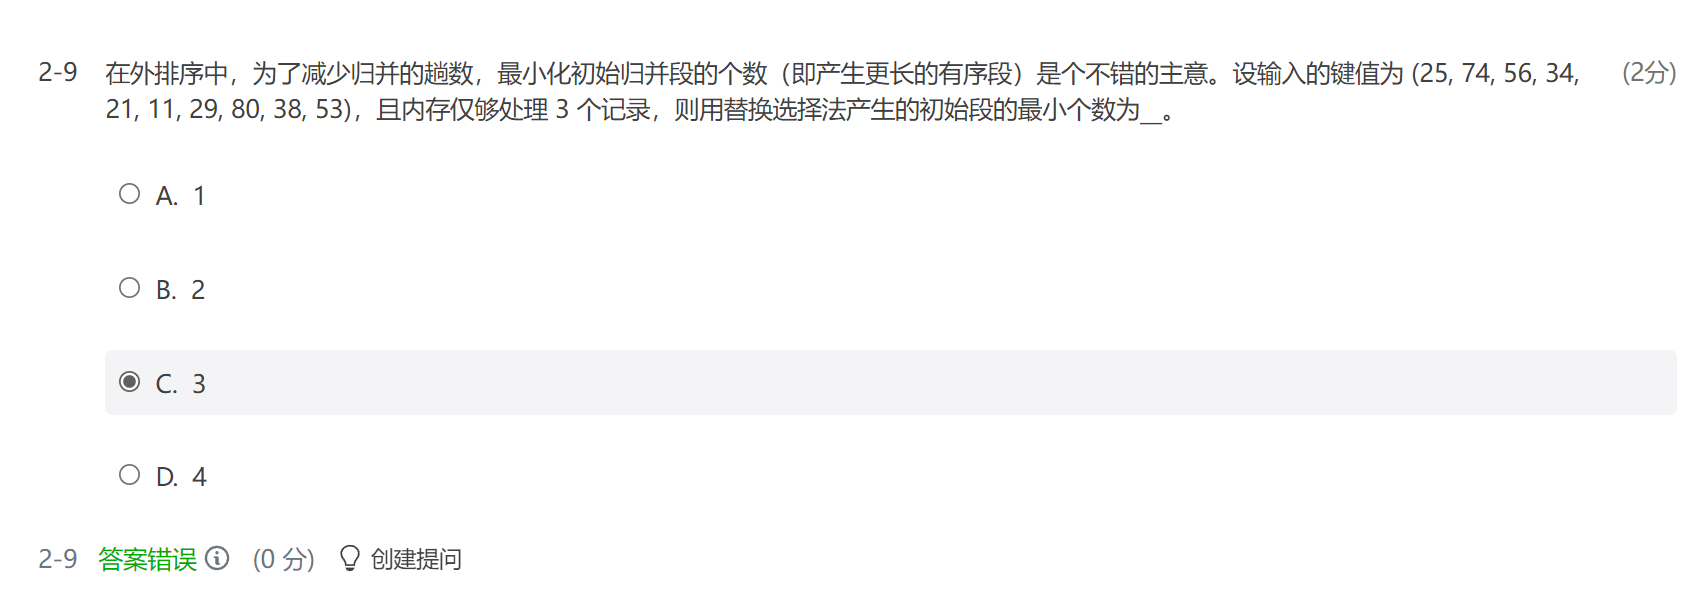 2-9 在外排序中，为了减少归并的趟数，最小化初始归并段的个数（即产生更长的有序段）是个不错的主意。设输入的键值为 (25, 74, 56, 34, (2分)
21, 11, 29, 80, 38, 53)，且内存仅够处理 3 个记录，则用替换选择法产生的初始段的最小个数为__。
A. 1
B. 2
C. 3
D. 4
2-9 答案错误 (0 分) 创建提问